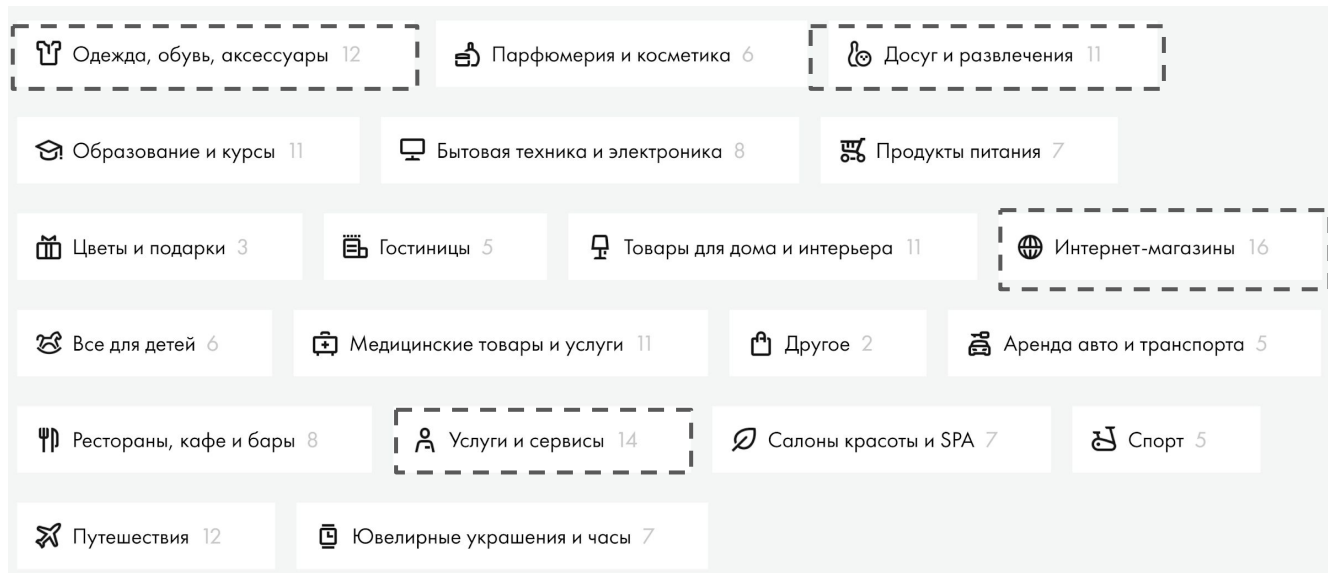 Одежда, обувь, аксессуары 12 Парфюмерия и косметика 6 Досуг и развлечения 11
Образование и курсы 11 Бытовая техника и электроника 8 Продукты питания 7
Цветы и подарки 3 Гостиницы 5 Товары для дома и интерьера 11 Интернет-магазины 16
Все для детей 6 Медицинские товары и услуги 11 Другое 2 Аренда авто и транспорта 5
Рестораны, кафе и бары 8 Услуги и сервисы 14 Салоны красоты и SPA 7 Спорт 5
Путешествия 12 Ювелирные украшения и часы 7